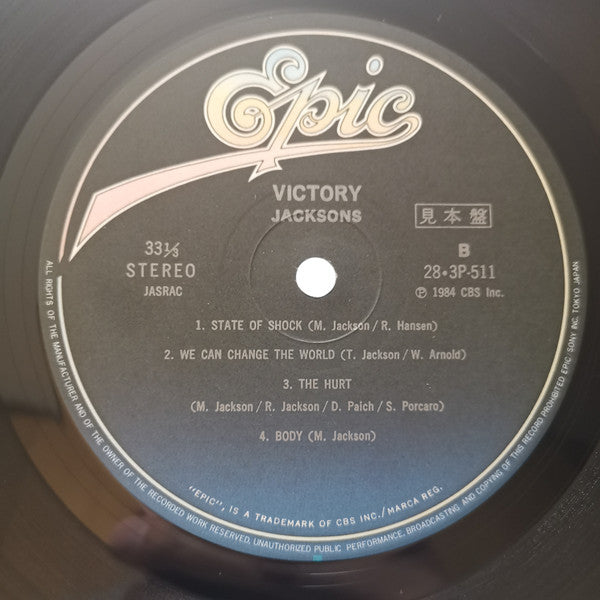 Epic
VICTORY
JACKSONS
見本盤
33⅓
STEREO
JASRAC
B
28・3P-511
Ⓟ 1984 CBS Inc.
1. STATE OF SHOCK (M. Jackson/R. Hansen)
2. WE CAN CHANGE THE WORLD (T. Jackson/W. Arnold)
3. THE HURT
(M. Jackson/R. Jackson/D. Paich/S. Porcaro)
4. BODY (M. Jackson)
"EPIC", IS A TRADEMARK OF CBS INC./MARCA REG.
ALL RIGHTS OF THE MANUFACTURER AND OF THE OWNER OF THE RECORDED WORK RESERVED, UNAUTHORIZED PUBLIC PERFORMANCE, BROADCASTING AND COPYING OF THIS RECORD PROHIBITED EPIC/SONY INC. TOKYO JAPAN